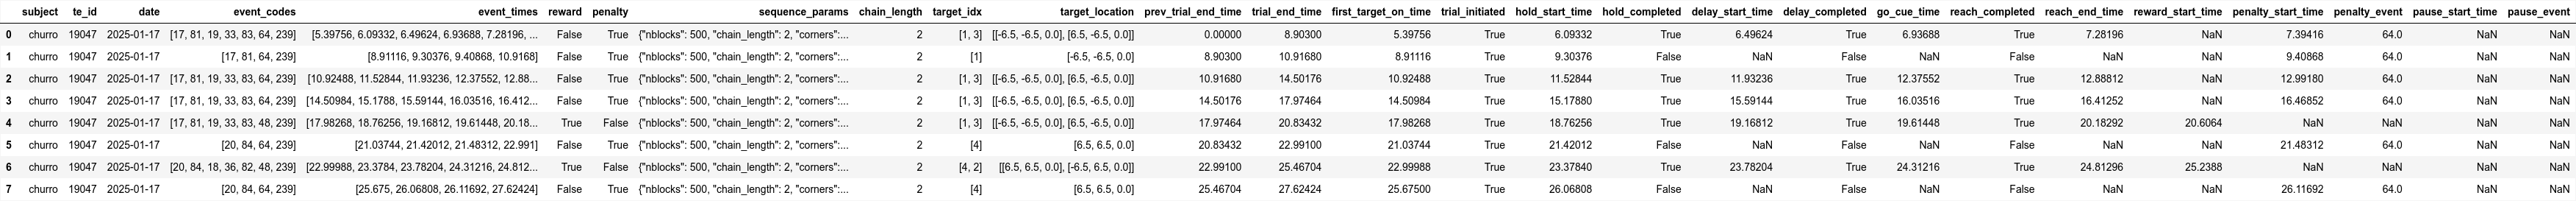 subject te_id date event_codes event_times reward penalty sequence_params chain_length target_idx target_location prev_trial_end_time trial_end_time first_target_on_time trial_initiated hold_start_time hold_completed delay_start_time delay_completed go_cue_time reach_completed reach_end_time reward_start_time penalty_start_time penalty_event pause_start_time pause_event
0 churro 19047 2025-01-17 [17, 81, 19, 33, 83, 64, 239] [5.39756, 6.09332, 6.49624, 6.93688, 7.28196, ... False True {"nblocks": 500, "chain_length": 2, "corners":... 2 [1, 3] [[-6.5, -6.5, 0.0], [6.5, -6.5, 0.0]] 0.00000 8.90300 5.39756 True 6.09332 True 6.49624 True 6.93688 True 7.28196 NaN 7.39416 64.0 NaN NaN
1 churro 19047 2025-01-17 [17, 81, 64, 239] [8.91116, 9.30376, 9.40868, 10.9168] False True {"nblocks": 500, "chain_length": 2, "corners":... 2 [1] [-6.5, -6.5, 0.0] 8.90300 10.91680 8.91116 True 9.30376 False NaN False NaN False NaN NaN 9.40868 64.0 NaN NaN
2 churro 19047 2025-01-17 [17, 81, 19, 33, 83, 64, 239] [10.92488, 11.52844, 11.93236, 12.37552, 12.88... False True {"nblocks": 500, "chain_length": 2, "corners":... 2 [1, 3] [[-6.5, -6.5, 0.0], [6.5, -6.5, 0.0]] 10.91680 14.50176 10.92488 True 11.52844 True 11.93236 True 12.37552 True 12.88812 NaN 12.99180 64.0 NaN NaN
3 churro 19047 2025-01-17 [17, 81, 19, 33, 83, 64, 239] [14.50984, 15.1788, 15.59144, 16.03516, 16.412... False True {"nblocks": 500, "chain_length": 2, "corners":... 2 [1, 3] [[-6.5, -6.5, 0.0], [6.5, -6.5, 0.0]] 14.50176 17.97464 14.50984 True 15.17880 True 15.59144 True 16.03516 True 16.41252 NaN 16.46852 64.0 NaN NaN
4 churro 19047 2025-01-17 [17, 81, 19, 33, 83, 48, 239] [17.98268, 18.76256, 19.16812, 19.61448, 20.18... True False {"nblocks": 500, "chain_length": 2, "corners":... 2 [1, 3] [[-6.5, -6.5, 0.0], [6.5, -6.5, 0.0]] 17.97464 20.83432 17.98268 True 18.76256 True 19.16812 True 19.61448 True 20.18292 20.6064 NaN NaN NaN NaN
5 churro 19047 2025-01-17 [20, 84, 64, 239] [21.03744, 21.42012, 21.48312, 22.991] False True {"nblocks": 500, "chain_length": 2, "corners":... 2 [4] [6.5, 6.5, 0.0] 20.83432 22.99100 21.03744 True 21.42012 False NaN False NaN False NaN NaN 21.48312 64.0 NaN NaN
6 churro 19047 2025-01-17 [20, 84, 18, 36, 82, 48, 239] [22.99988, 23.3784, 23.78204, 24.31216, 24.812... True False {"nblocks": 500, "chain_length": 2, "corners":... 2 [4, 2] [[6.5, 6.5, 0.0], [-6.5, 6.5, 0.0]] 22.99100 25.46704 22.99988 True 23.37840 True 23.78204 True 24.31216 True 24.81296 25.2388 NaN NaN NaN NaN
7 churro 19047 2025-01-17 [20, 84, 64, 239] [25.675, 26.06808, 26.11692, 27.62424] False True {"nblocks": 500, "chain_length": 2, "corners":... 2 [4] [6.5, 6.5, 0.0] 25.46704 27.62424 25.67500 True 26.06808 False NaN False NaN False NaN NaN 26.11692 64.0 NaN NaN